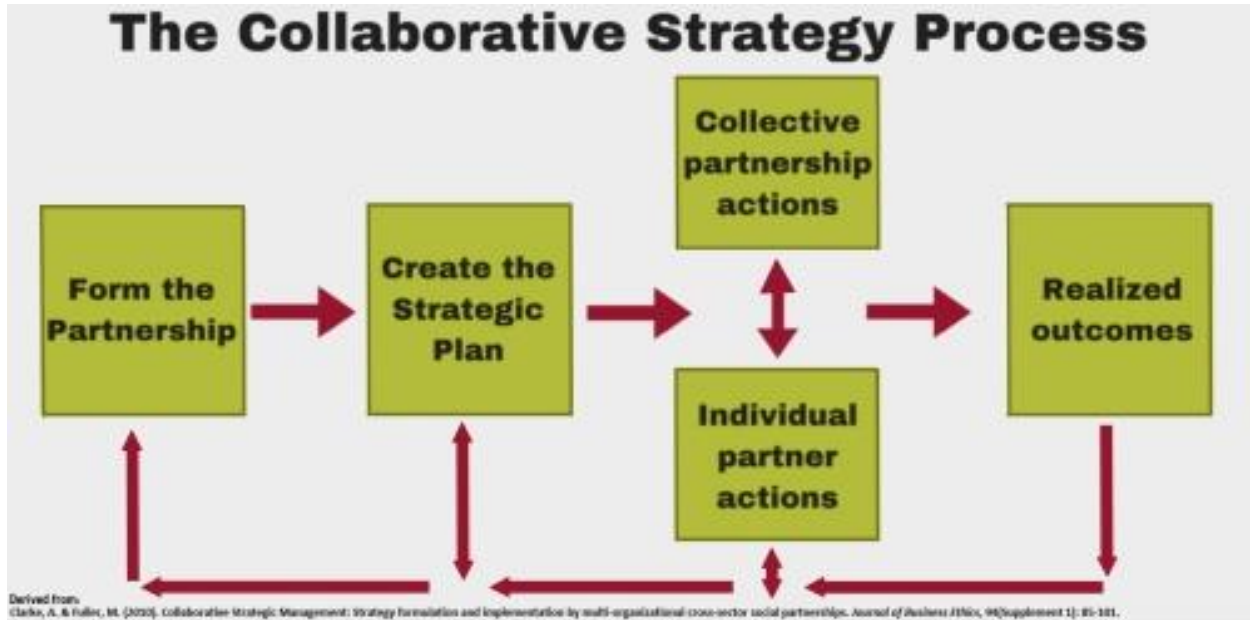 The Collaborative Strategy Process
Collective
partnership
actions
Form the
Partnership
Create the
Strategic
Plan
Realized
outcomes
Individual
partner
actions
Derived from:
Clarke, A. & Fuller, M. (2010). Collaborative Strategic Management: Strategy formulation and implementation by multi-organizational cross-sector social partnerships. Journal of Business Ethics, 94(Supplement 1): 85-101.